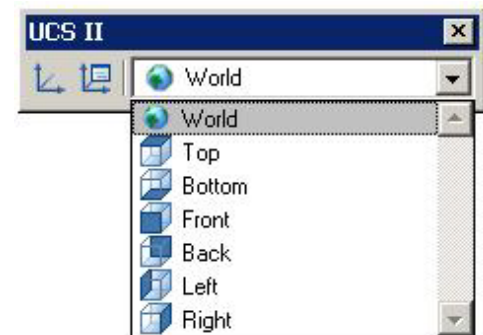 UCS II
World
World
Top
Bottom
Front
Back
Left
Right